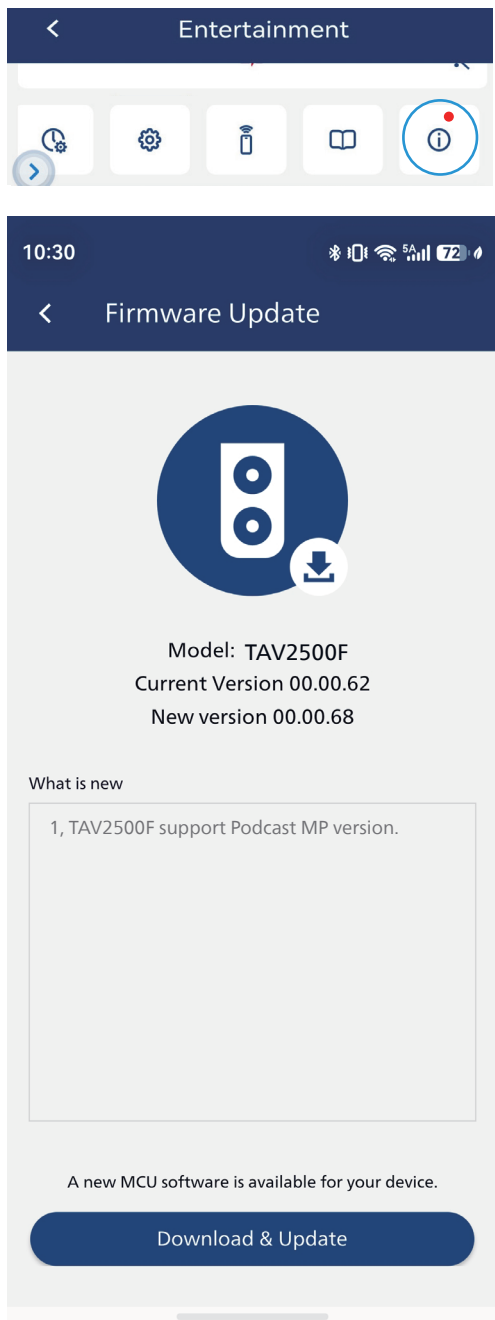 Entertainment
10:30
5A 72
Firmware Update
Model: TAV2500F
Current Version 00.00.62
New version 00.00.68
What is new
1, TAV2500F support Podcast MP version.
A new MCU software is available for your device.
Download & Update